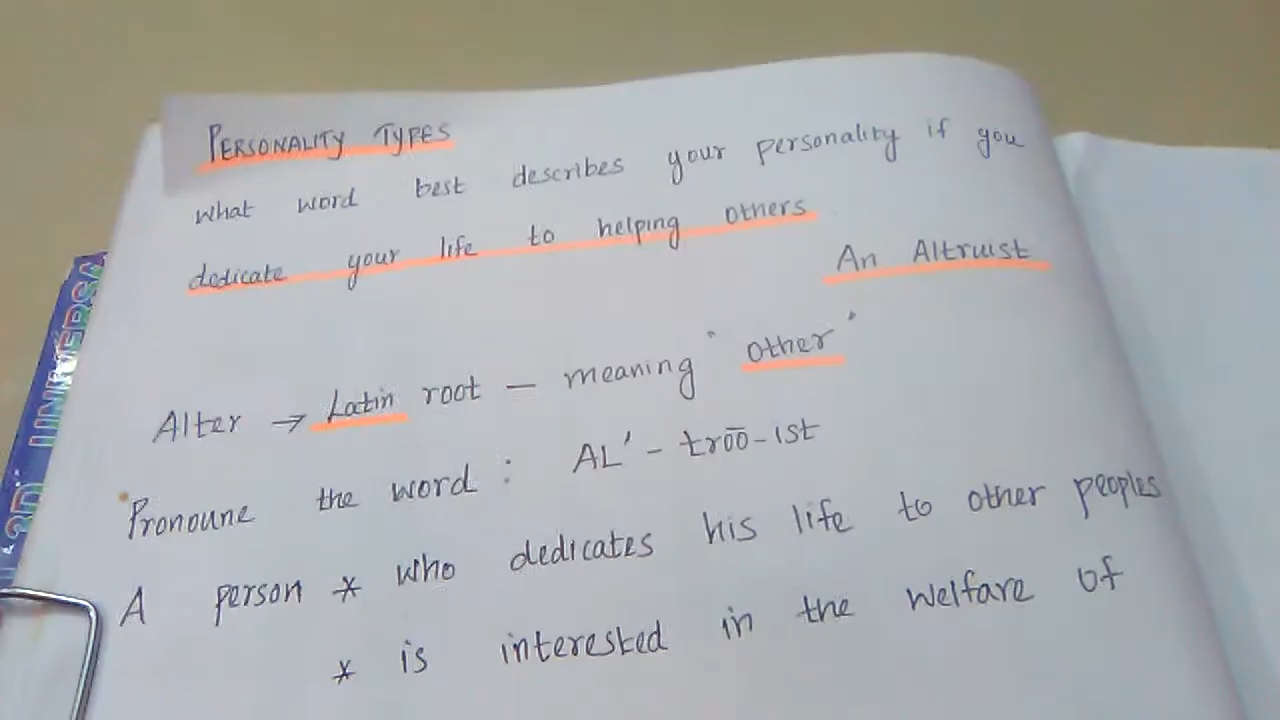 PERSONALITY TYPES
what word best describes your personality if you
dedicate your life to helping others
An Altruist
Alter → Latin root — meaning "other"
Pronoune the word : AL' - trōō-ist
A person * who dedicates his life to other peoples
* is interested in the welfare of